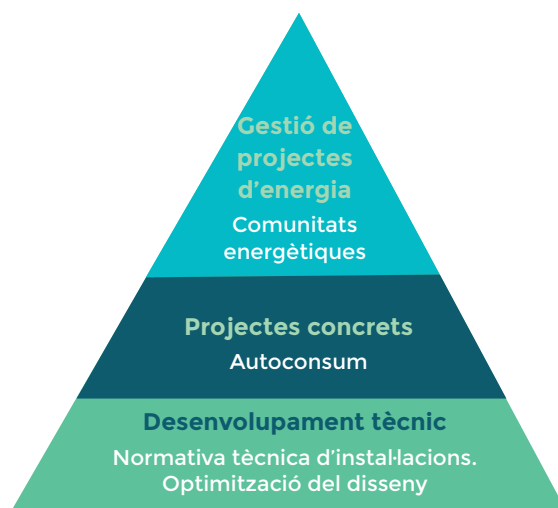 Gestió de
projectes
d'energia
Comunitats
energètiques
Projectes concrets
Autoconsum
Desenvolupament tècnic
Normativa tècnica d'instal·lacions.
Optimització del disseny